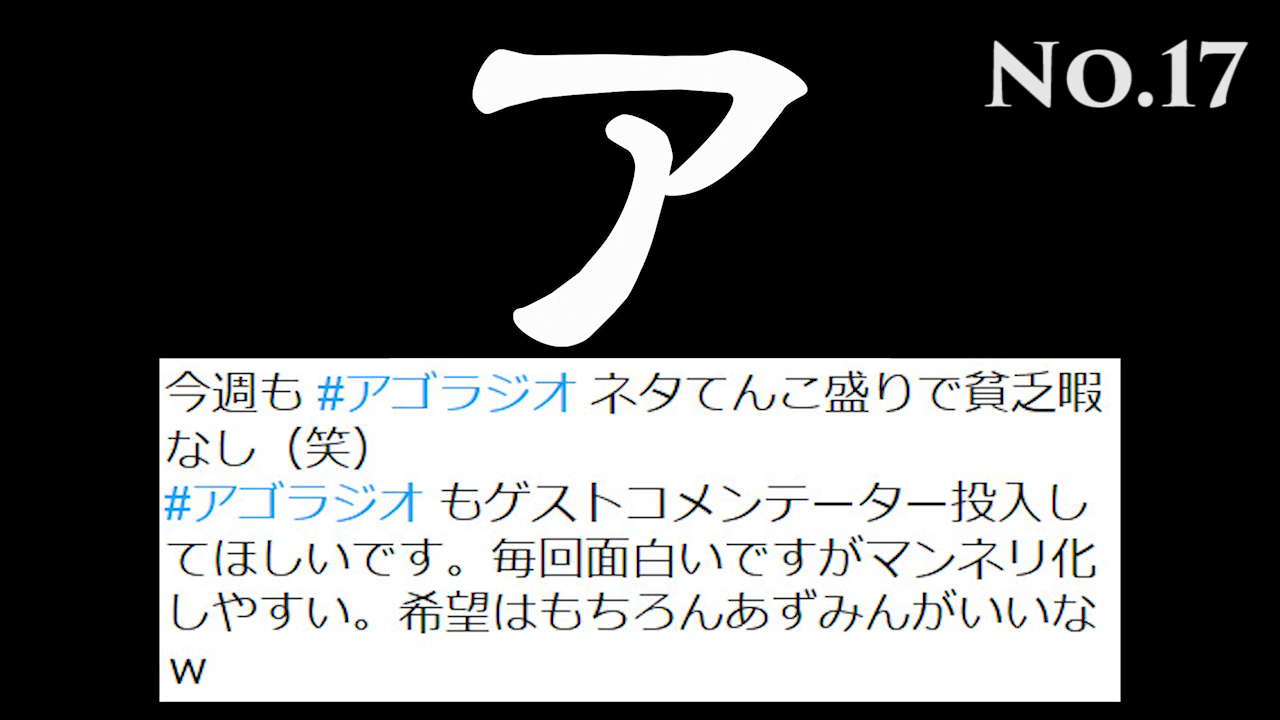 ア
No.17
今週も #アゴラジオ ネタてんこ盛りで貧乏暇
なし（笑）
#アゴラジオ もゲストコメンテーター投入し
てほしいです。毎回面白いですがマンネリ化
しやすい。希望はもちろんあずみんがいいな
w